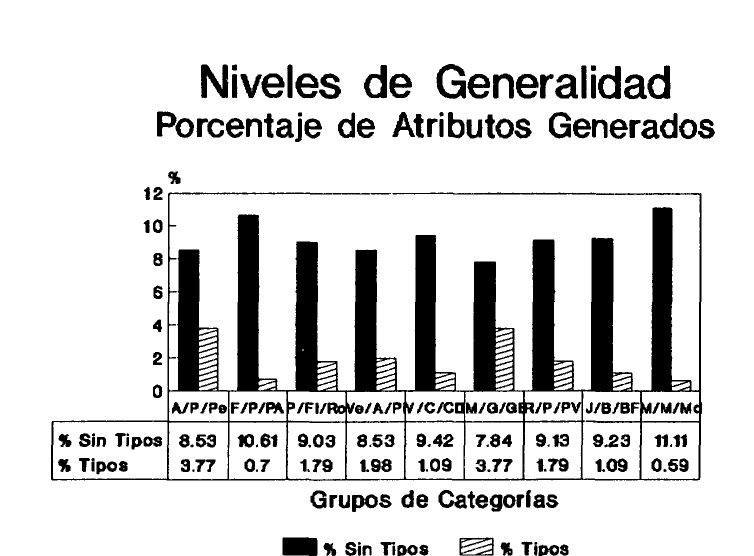 Niveles de Generalidad
Porcentaje de Atributos Generados
%
12
10
8
6
4
2
0
A/P/Pe F/P/PA P/Fl/Ro Ve/A/Pl V/C/CD M/G/GB R/P/PV J/B/BF M/M/Md
% Sin Tipos 8.53 10.61 9.03 8.53 9.42 7.84 9.13 9.23 11.11
% Tipos 3.77 0.7 1.79 1.98 1.09 3.77 1.79 1.09 0.59
Grupos de Categorías
% Sin Tipos % Tipos